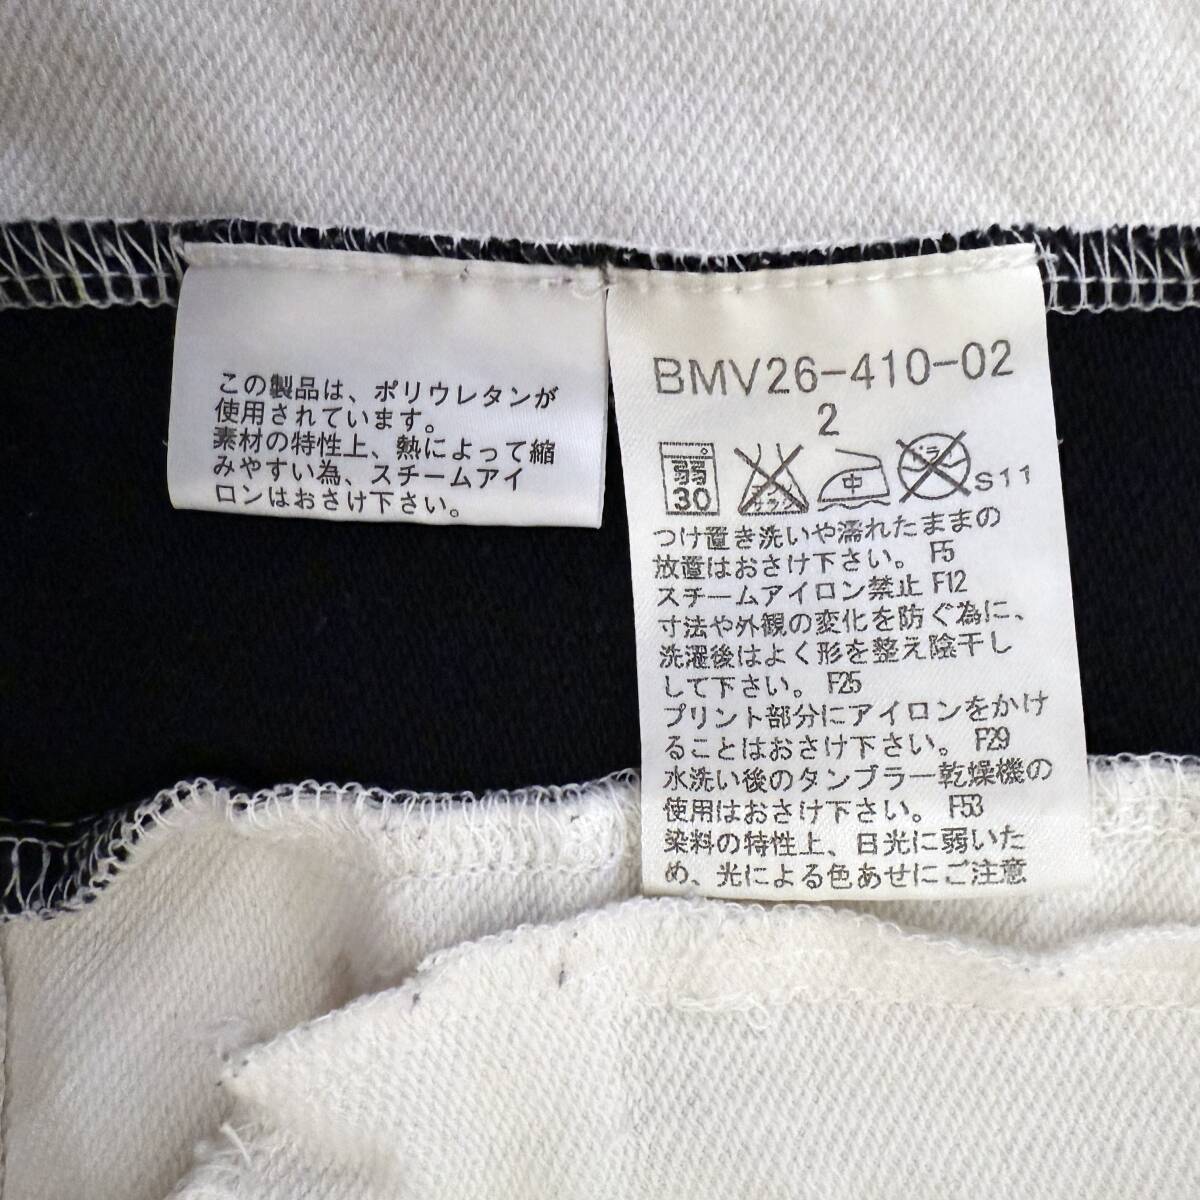 この製品は、ポリウレタンが
使用されています。
素材の特性上、熱によって縮
みやすい為、スチームアイ
ロンはおさけ下さい。
BMV26-410-02
2
弱
30
エンソ
サラシ
中
ドライ
S11
つけ置き洗いや濡れたままの
放置はおさけ下さい。 F5
スチームアイロン禁止 F12
寸法や外観の変化を防ぐ為に、
洗濯後はよく形を整え陰干し
して下さい。 F25
プリント部分にアイロンをかけ
ることはおさけ下さい。 F29
水洗い後のタンブラー乾燥機の
使用はおさけ下さい。 F53
染料の特性上、日光に弱いた
め、光による色あせにご注意